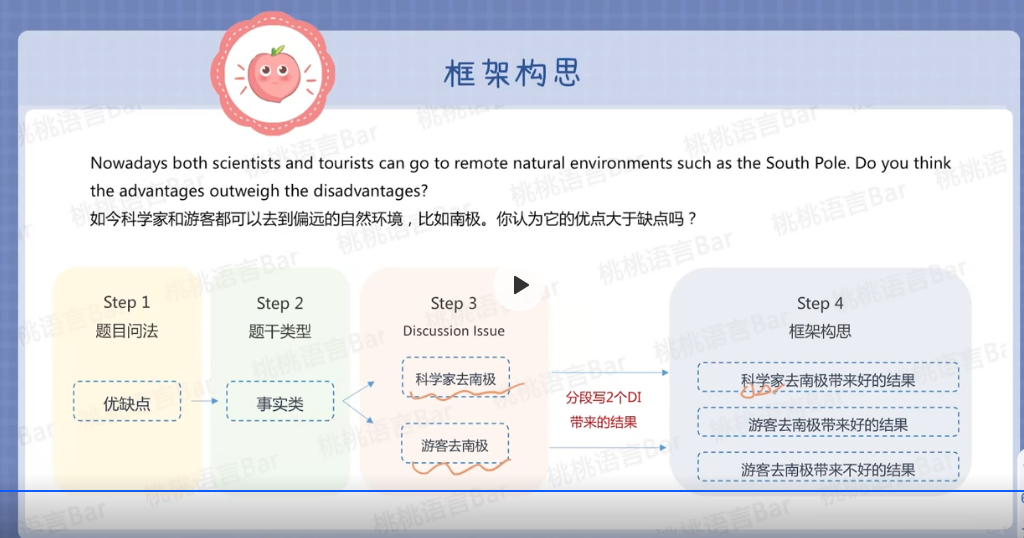 框架构思
Nowadays both scientists and tourists can go to remote natural environments such as the South Pole. Do you think
the advantages outweigh the disadvantages?
如今科学家和游客都可以去到偏远的自然环境，比如南极。你认为它的优点大于缺点吗？
Step 1
题目问法
优缺点
Step 2
题干类型
事实类
Step 3
Discussion Issue
科学家去南极
游客去南极
分段写2个DI
带来的结果
Step 4
框架构思
科学家去南极带来好的结果
游客去南极带来好的结果
游客去南极带来不好的结果
桃桃语言Bar